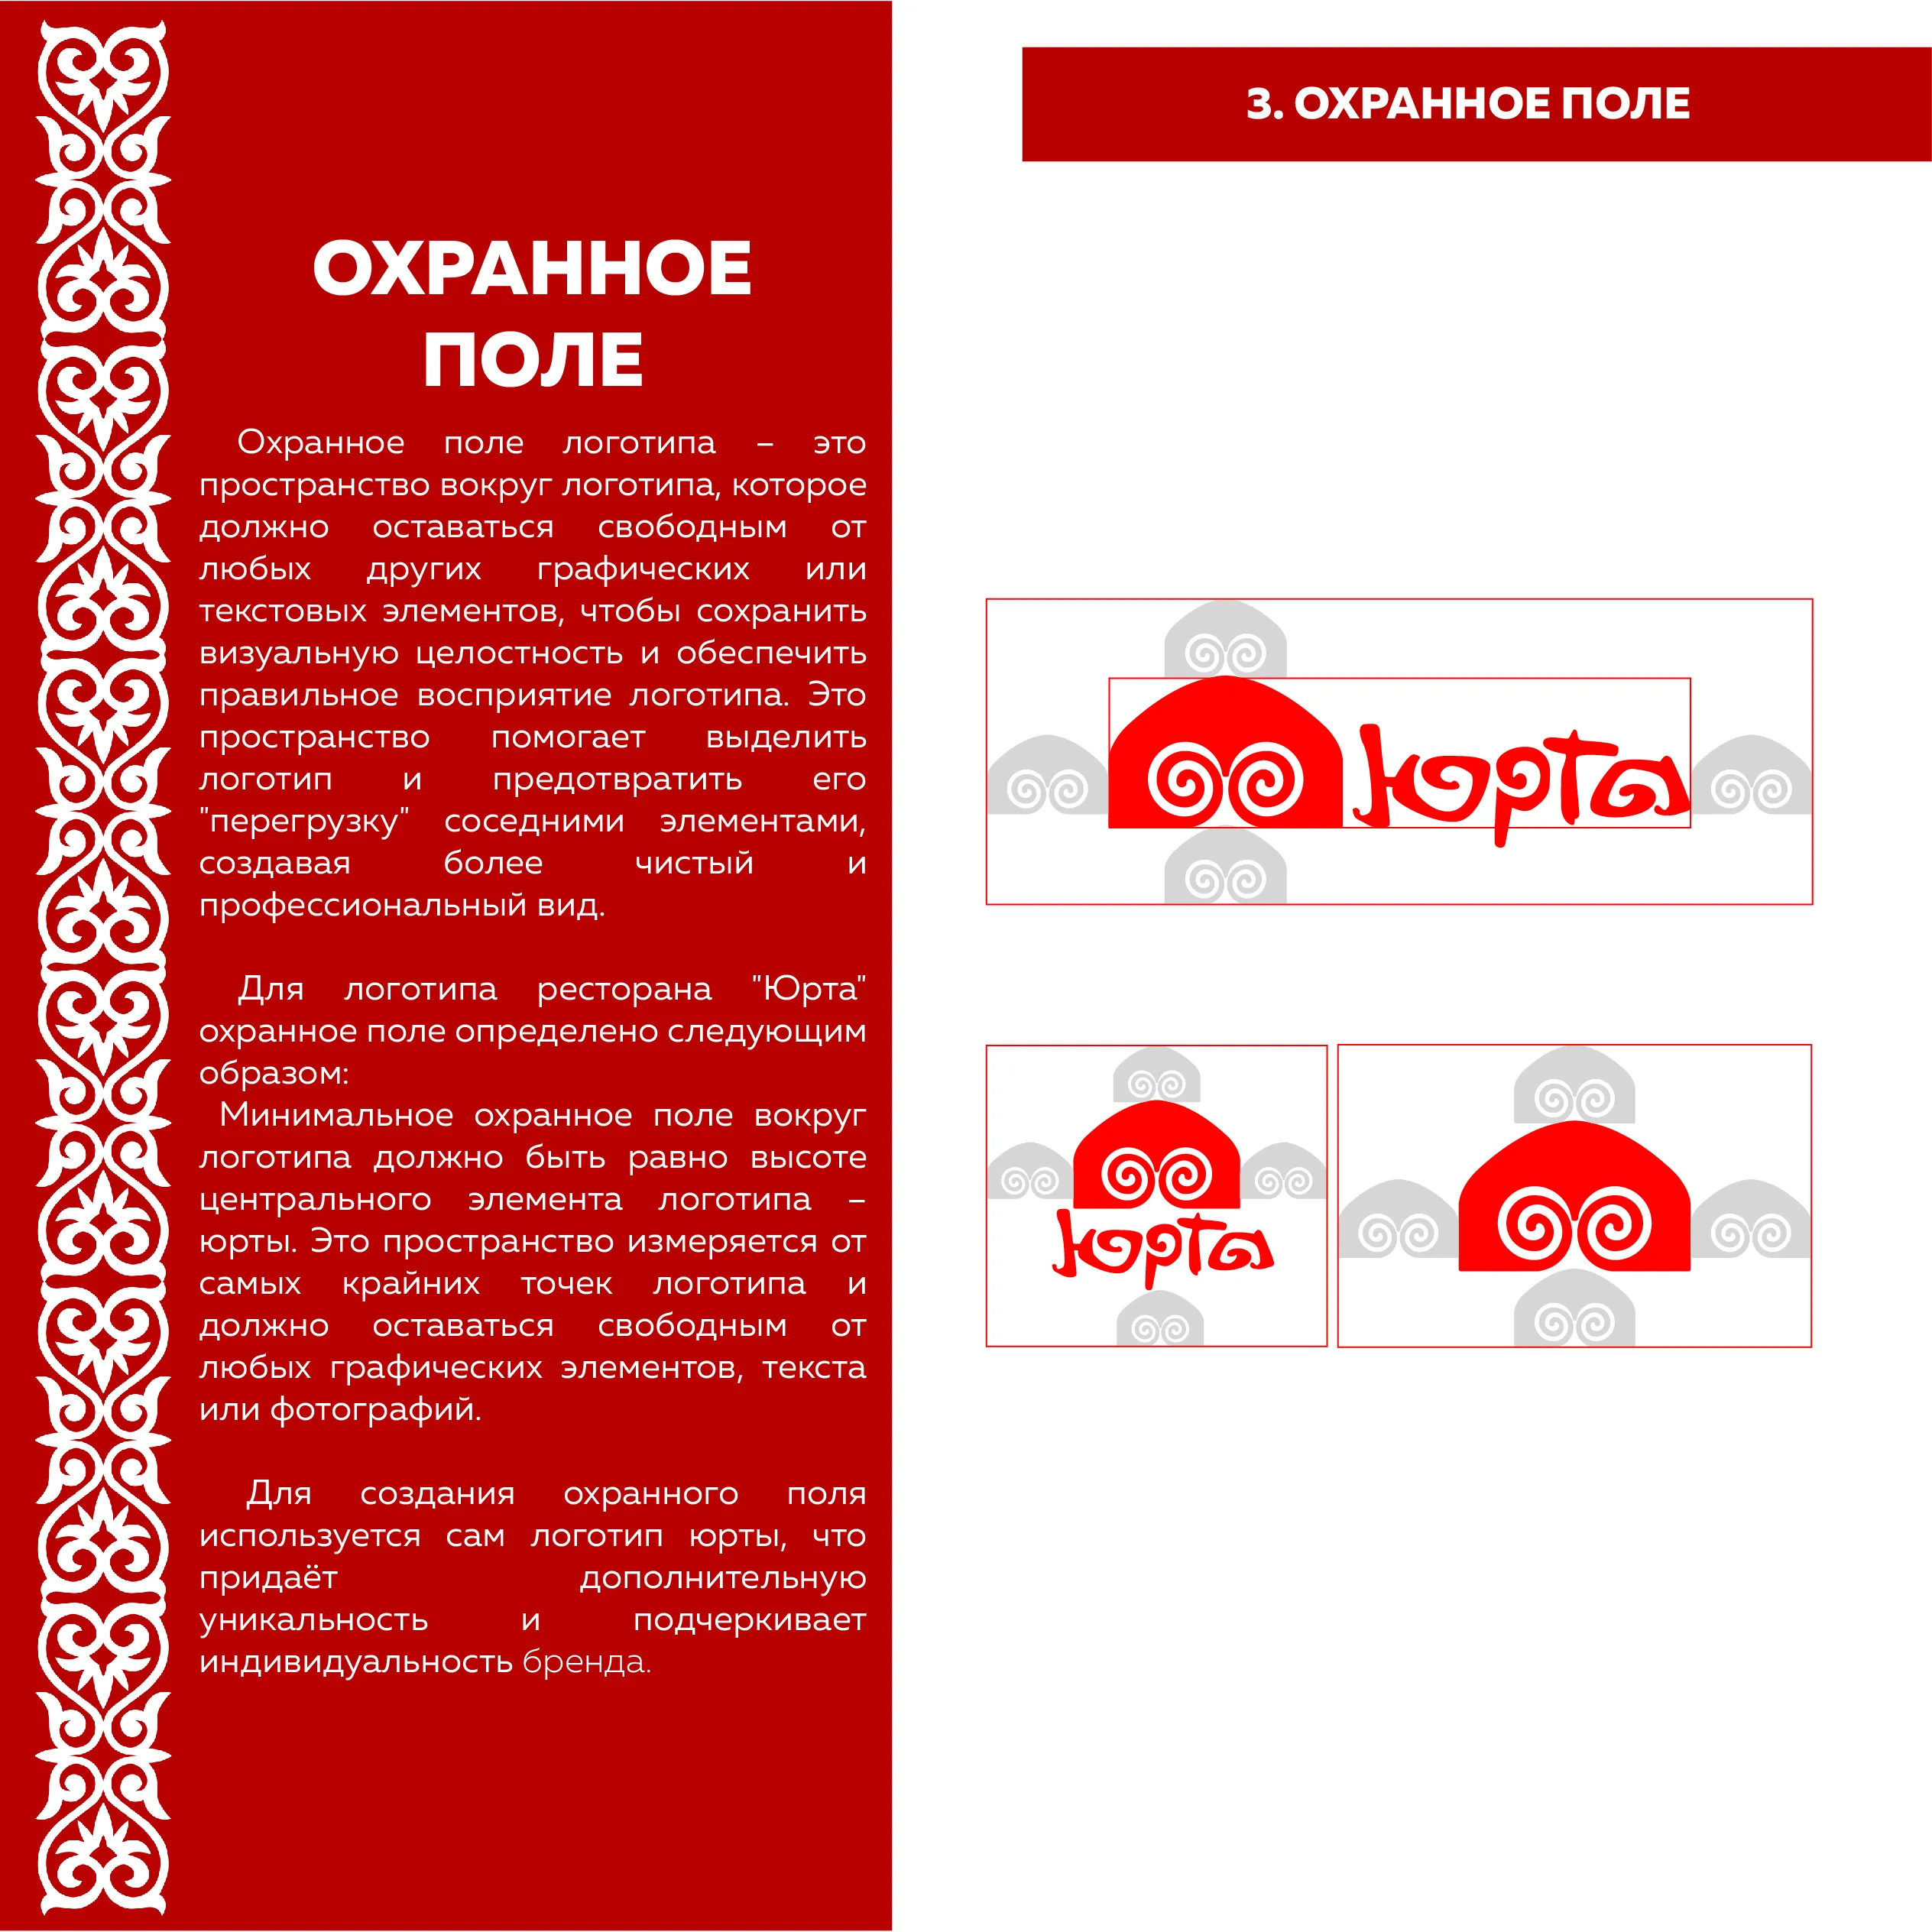 ОХРАННОЕ
ПОЛЕ
Охранное поле логотипа – это
пространство вокруг логотипа, которое
должно оставаться свободным от
любых других графических или
текстовых элементов, чтобы сохранить
визуальную целостность и обеспечить
правильное восприятие логотипа. Это
пространство помогает выделить
логотип и предотвратить его
"перегрузку" соседними элементами,
создавая более чистый и
профессиональный вид.
Для логотипа ресторана "Юрта"
охранное поле определено следующим
образом:
Минимальное охранное поле вокруг
логотипа должно быть равно высоте
центрального элемента логотипа –
юрты. Это пространство измеряется от
самых крайних точек логотипа и
должно оставаться свободным от
любых графических элементов, текста
или фотографий.
Для создания охранного поля
используется сам логотип юрты, что
придаёт дополнительную
уникальность и подчеркивает
индивидуальность бренда.
3. ОХРАННОЕ ПОЛЕ
юрта
юрта